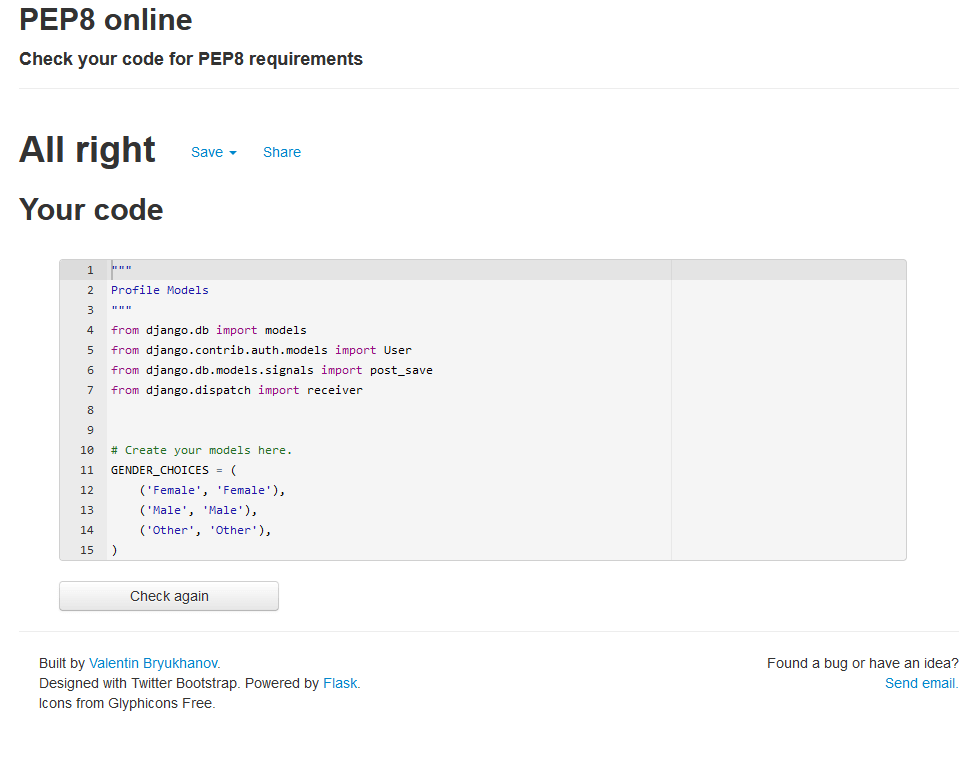 PEP8 online
Check your code for PEP8 requirements
All right Save Share
Your code
1 """
2 Profile Models
3 """
4 from django.db import models
5 from django.contrib.auth.models import User
6 from django.db.models.signals import post_save
7 from django.dispatch import receiver
8
9
10 # Create your models here.
11 GENDER_CHOICES = (
12     ('Female', 'Female'),
13     ('Male', 'Male'),
14     ('Other', 'Other'),
15 )
Check again
Built by Valentin Bryukhanov. Found a bug or have an idea?
Designed with Twitter Bootstrap. Powered by Flask. Send email.
Icons from Glyphicons Free.